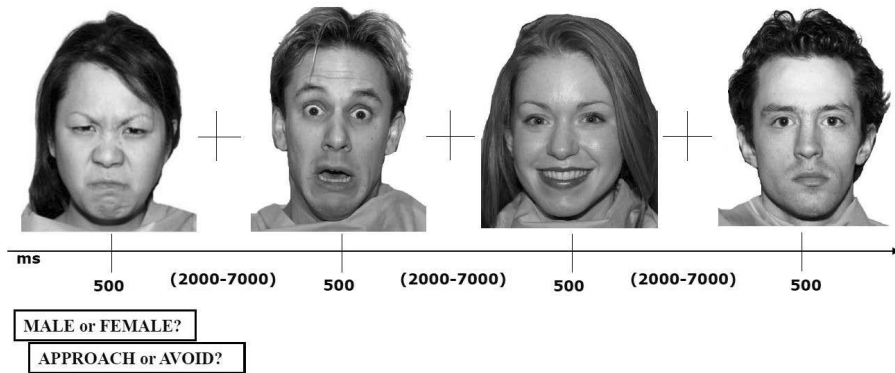 ms
500 (2000-7000) 500 (2000-7000) 500 (2000-7000) 500
MALE or FEMALE?
APPROACH or AVOID?